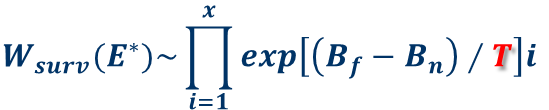 W_surv(E*)~ ∏_{i=1}^{x} exp[(B_f − B_n) / T]i